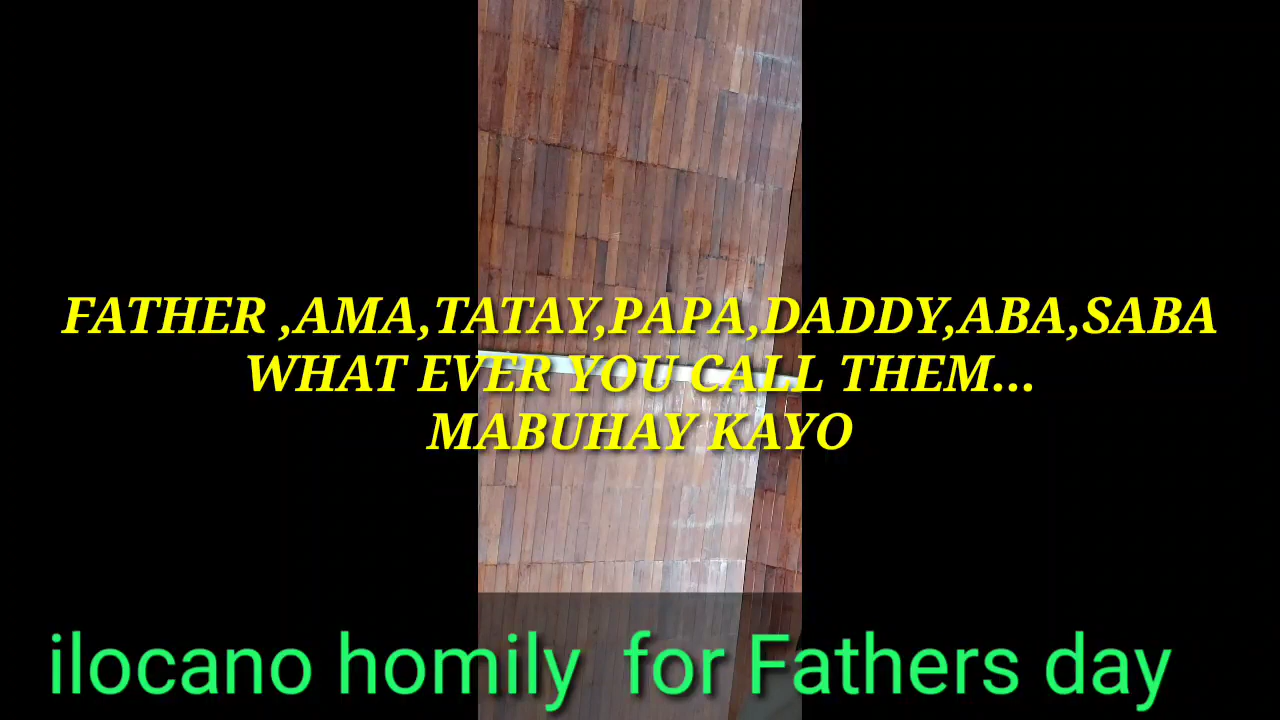 FATHER ,AMA,TATAY,PAPA,DADDY,ABA,SABA
WHAT EVER YOU CALL THEM...
MABUHAY KAYO
ilocano homily for Fathers day